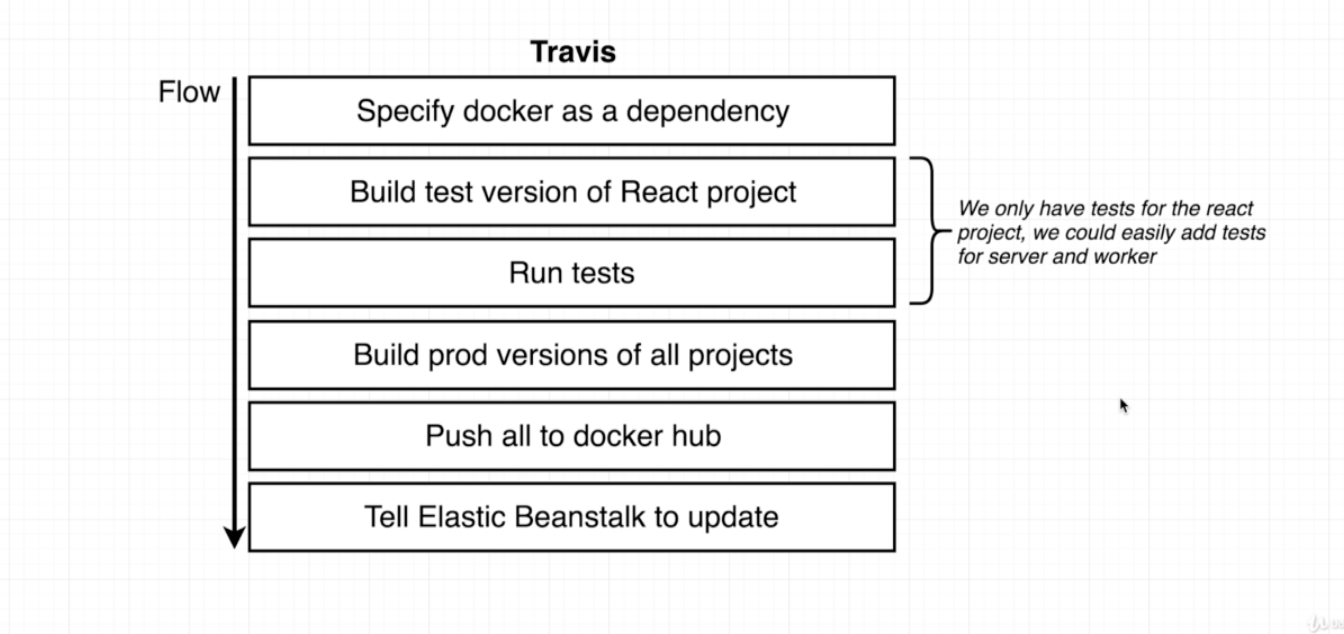 Travis
Flow
Specify docker as a dependency
Build test version of React project
Run tests
We only have tests for the react
project, we could easily add tests
for server and worker
Build prod versions of all projects
Push all to docker hub
Tell Elastic Beanstalk to update